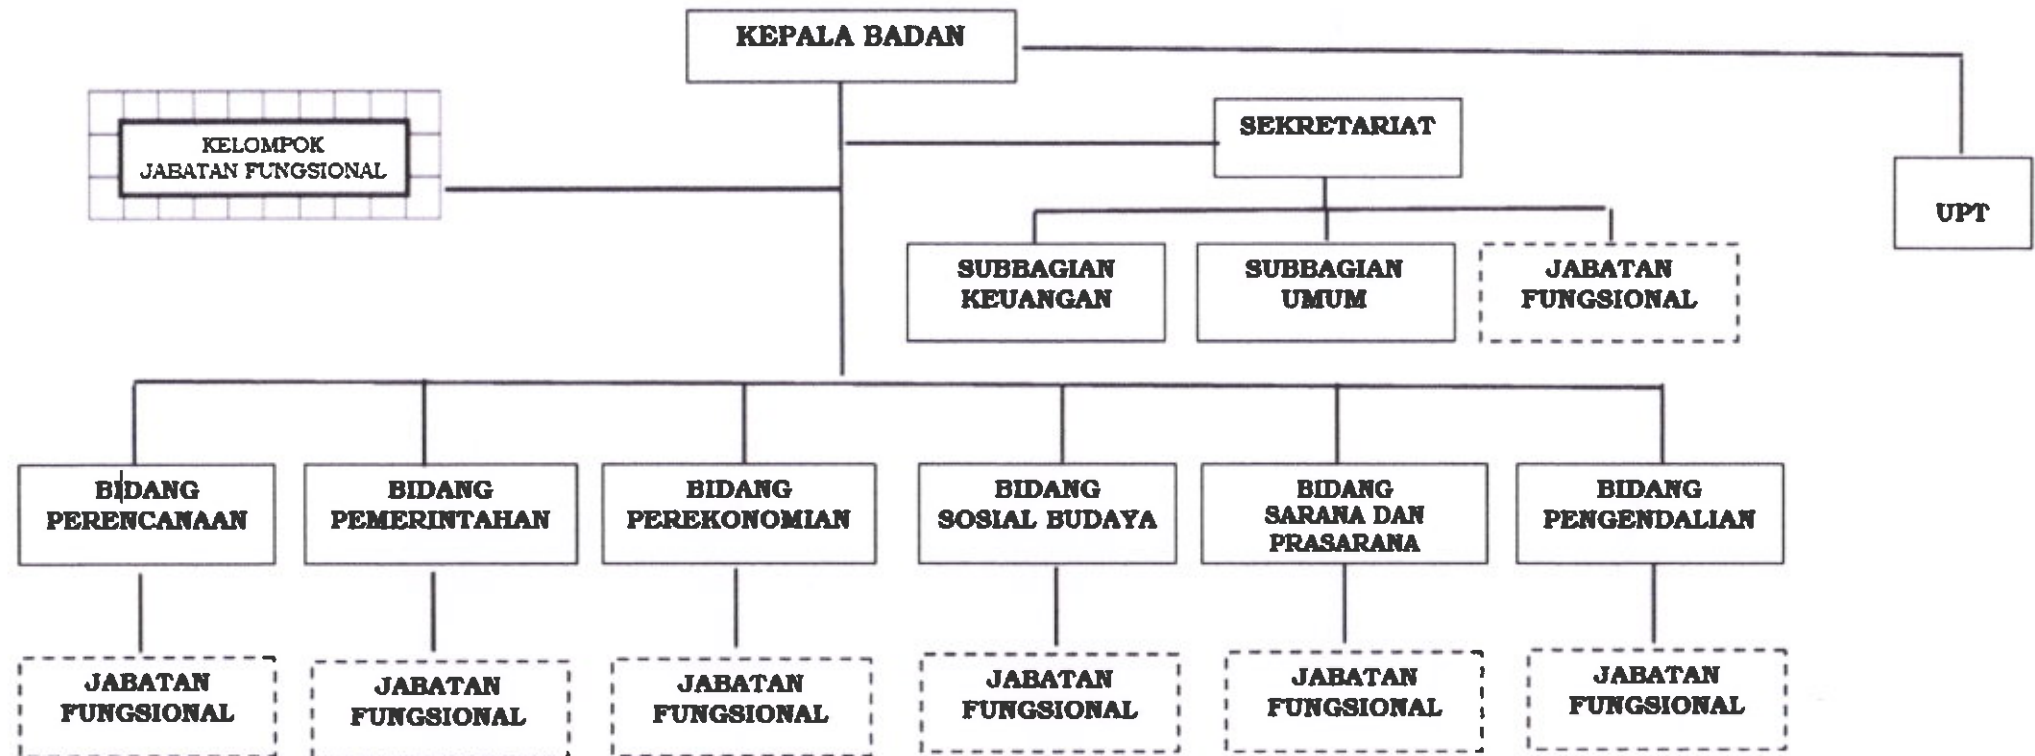 KEPALA BADAN
KELOMPOK
JABATAN FUNGSIONAL
SEKRETARIAT
UPT
SUBBAGIAN
KEUANGAN
SUBBAGIAN
UMUM
JABATAN
FUNGSIONAL
BIDANG
PERENCANAAN
BIDANG
PEMERINTAHAN
BIDANG
PEREKONOMIAN
BIDANG
SOSIAL BUDAYA
BIDANG
SARANA DAN
PRASARANA
BIDANG
PENGENDALIAN
JABATAN
FUNGSIONAL
JABATAN
FUNGSIONAL
JABATAN
FUNGSIONAL
JABATAN
FUNGSIONAL
JABATAN
FUNGSIONAL
JABATAN
FUNGSIONAL